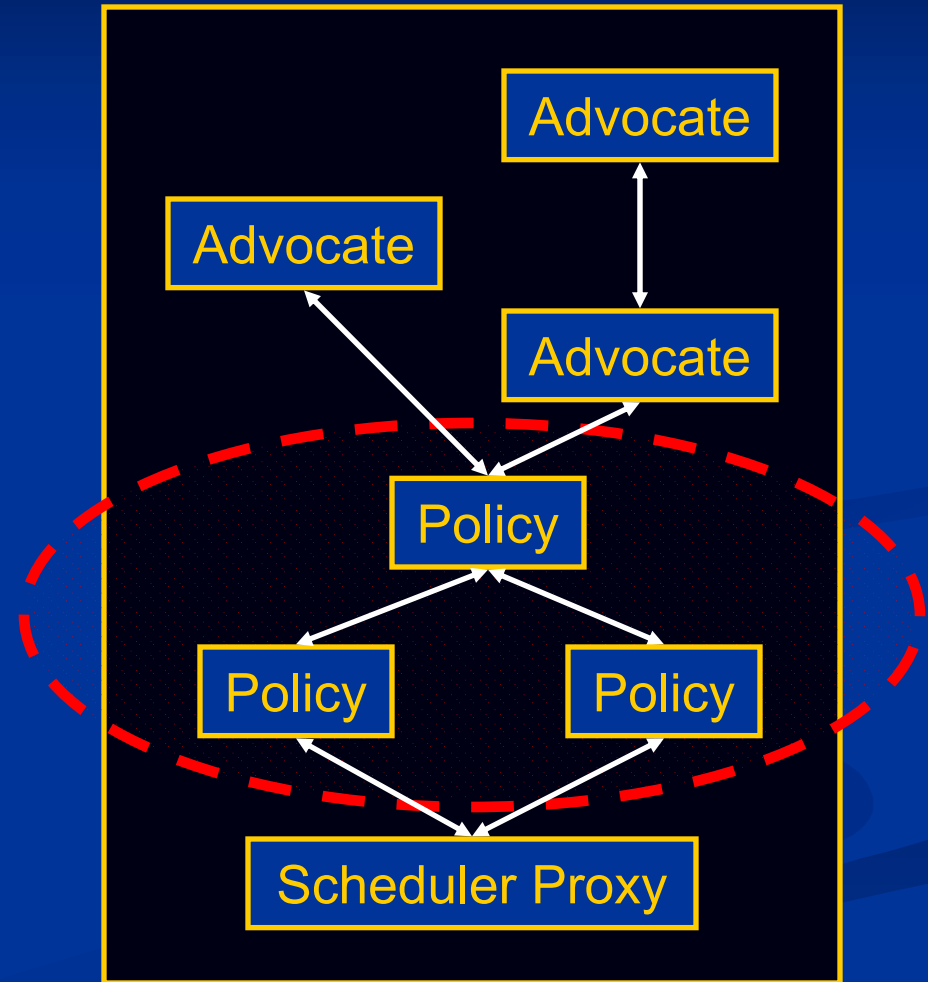 Advocate
Advocate
Advocate
Policy
Policy
Policy
Scheduler Proxy